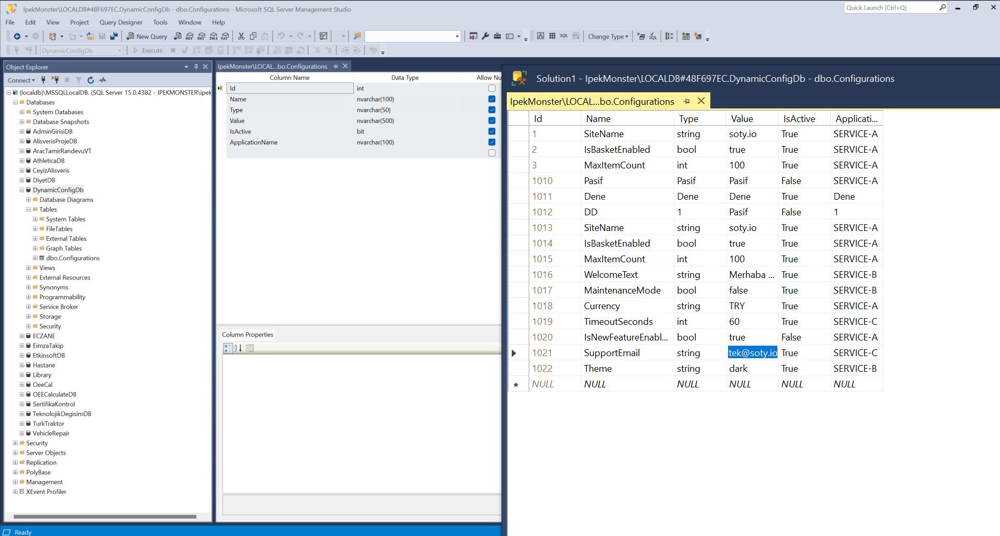 IpekMonster\LOCALDB#48F697EC.DynamicConfigDb - dbo.Configurations - Microsoft SQL Server Management Studio
Quick Launch (Ctrl+Q)
File Edit View Project Query Designer Tools Window Help
New Query MDX DMX XMLA DAX SQL Change Type SQL
DynamicConfigDb Execute
Object Explorer
Connect
(localdb)\MSSQLLocalDB. (SQL Server 15.0.4382 - IPEKMONSTER\ipek
Databases
System Databases
Database Snapshots
AdminGirisiDB
AlisverisProjeDB
AracTamirRandevuVT
AthleticaDB
CeyizAlisveris
DiyetDB
DynamicConfigDb
Database Diagrams
Tables
System Tables
FileTables
External Tables
Graph Tables
dbo.Configurations
Views
External Resources
Synonyms
Programmability
Service Broker
Storage
Security
ECZANE
EimzaTakip
EtkinsoftDB
Hastane
Library
OeeCal
OEECalculateDB
SertifikaKontrol
TeknolojikDegisimDB
TurkTraktor
VehicleRepair
Security
Server Objects
Replication
PolyBase
Management
XEvent Profiler
Ready
IpekMonster\LOCAL...bo.Configurations
Column Name Data Type Allow Nu
Id int
Name nvarchar(100)
Type nvarchar(50)
Value nvarchar(500)
IsActive bit
ApplicationName nvarchar(100)
Column Properties
Solution1 - IpekMonster\LOCALDB#48F697EC.DynamicConfigDb - dbo.Configurations
IpekMonster\LOCAL...bo.Configurations
Id Name Type Value IsActive Applicati...
1 SiteName string soty.io True SERVICE-A
2 IsBasketEnabled bool true True SERVICE-A
3 MaxItemCount int 100 True SERVICE-A
1010 Pasif Pasif Pasif False SERVICE-A
1011 Dene Dene Dene True Dene
1012 DD 1 Pasif False 1
1013 SiteName string soty.io True SERVICE-A
1014 IsBasketEnabled bool true True SERVICE-A
1015 MaxItemCount int 100 True SERVICE-A
1016 WelcomeText string Merhaba ... True SERVICE-B
1017 MaintenanceMode bool false True SERVICE-B
1018 Currency string TRY True SERVICE-A
1019 TimeoutSeconds int 60 True SERVICE-C
1020 IsNewFeatureEnabl... bool true False SERVICE-A
1021 SupportEmail string tek@soty.io True SERVICE-C
1022 Theme string dark True SERVICE-B
NULL NULL NULL NULL NULL NULL